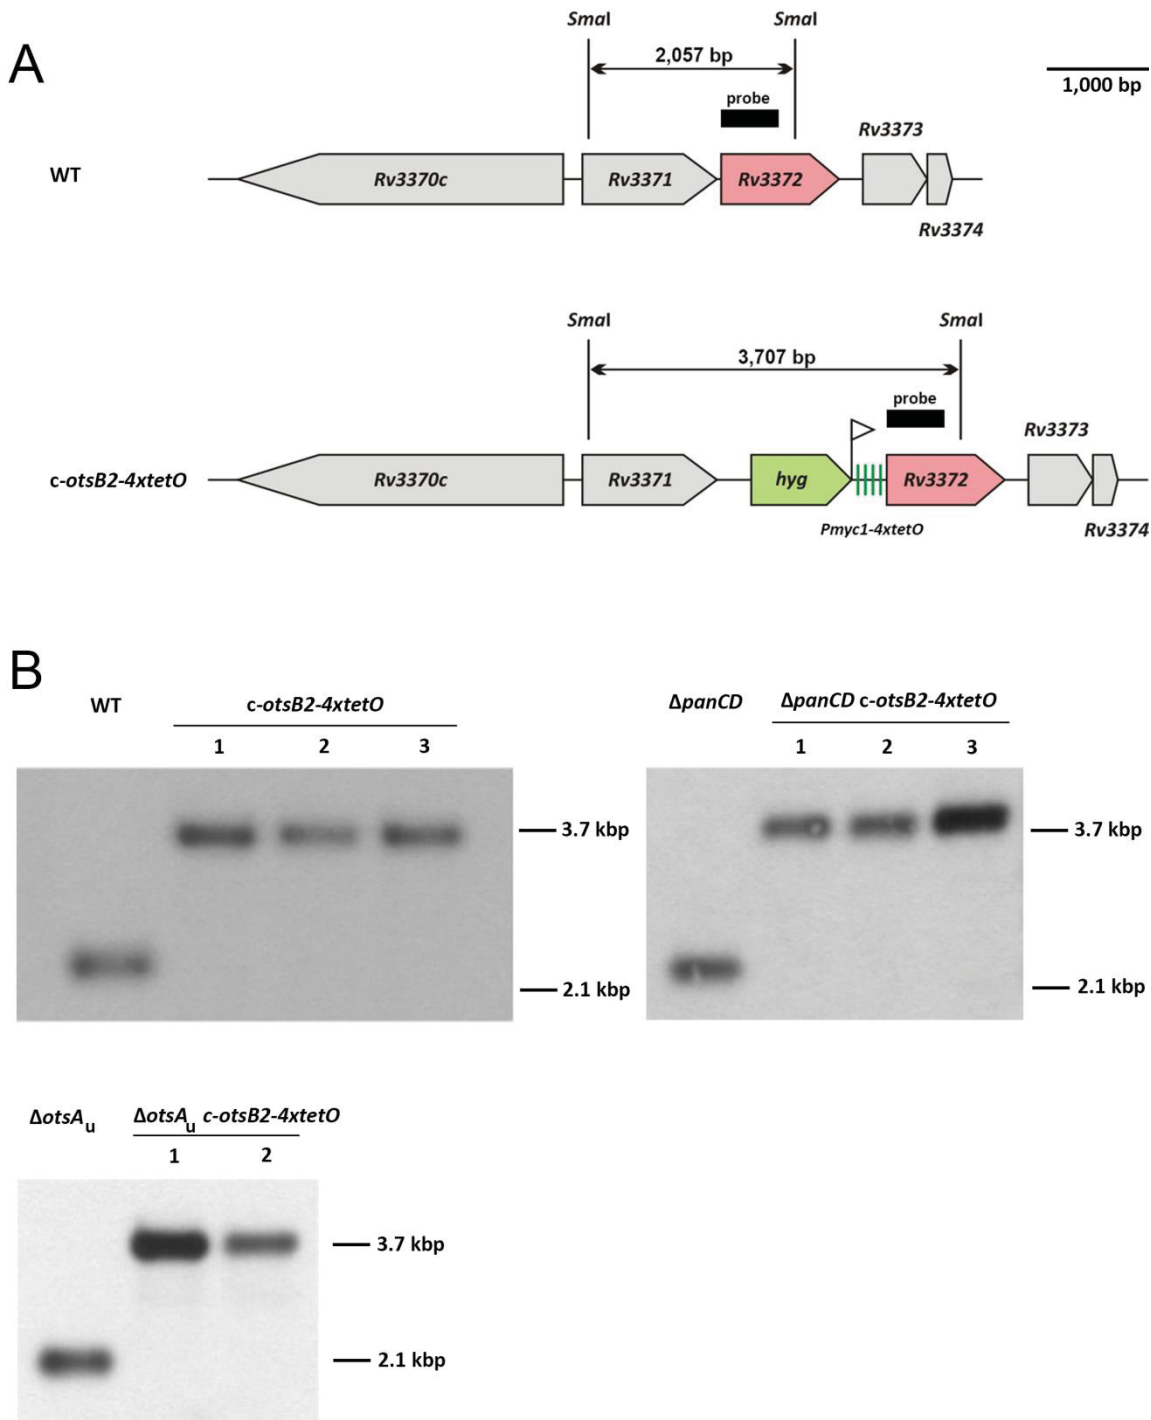 A
SmaI SmaI
2,057 bp
1,000 bp
probe
Rv3373
WT
Rv3370c Rv3371 Rv3372
Rv3374
SmaI SmaI
3,707 bp
probe
Rv3373
c-otsB2-4xtetO
Rv3370c Rv3371 hyg Rv3372
Pmyc1-4xtetO
Rv3374
B
WT c-otsB2-4xtetO
1 2 3
3.7 kbp
2.1 kbp
ΔpanCD ΔpanCD c-otsB2-4xtetO
1 2 3
3.7 kbp
2.1 kbp
ΔotsAu ΔotsAu c-otsB2-4xtetO
1 2
3.7 kbp
2.1 kbp